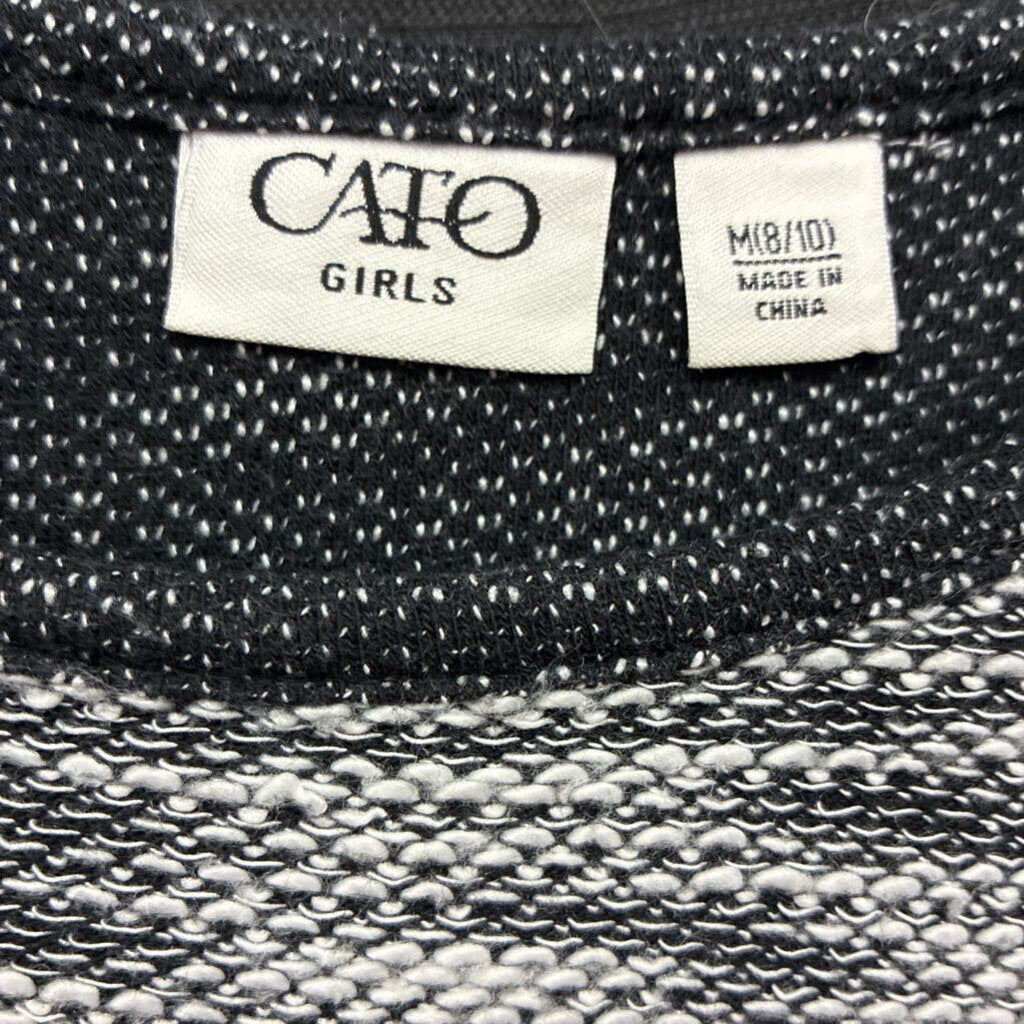 CATO
GIRLS
M(8/10)
MADE IN
CHINA